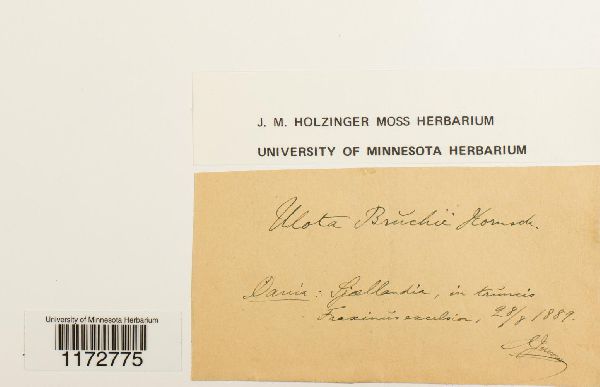 J. M. HOLZINGER MOSS HERBARIUM
UNIVERSITY OF MINNESOTA HERBARIUM
Ulota Bruchii Hornsch.
Dania: Sjællandia, in truncis
Fraxinus excelsior, 28/8 1889.
University of Minnesota Herbarium
1172775